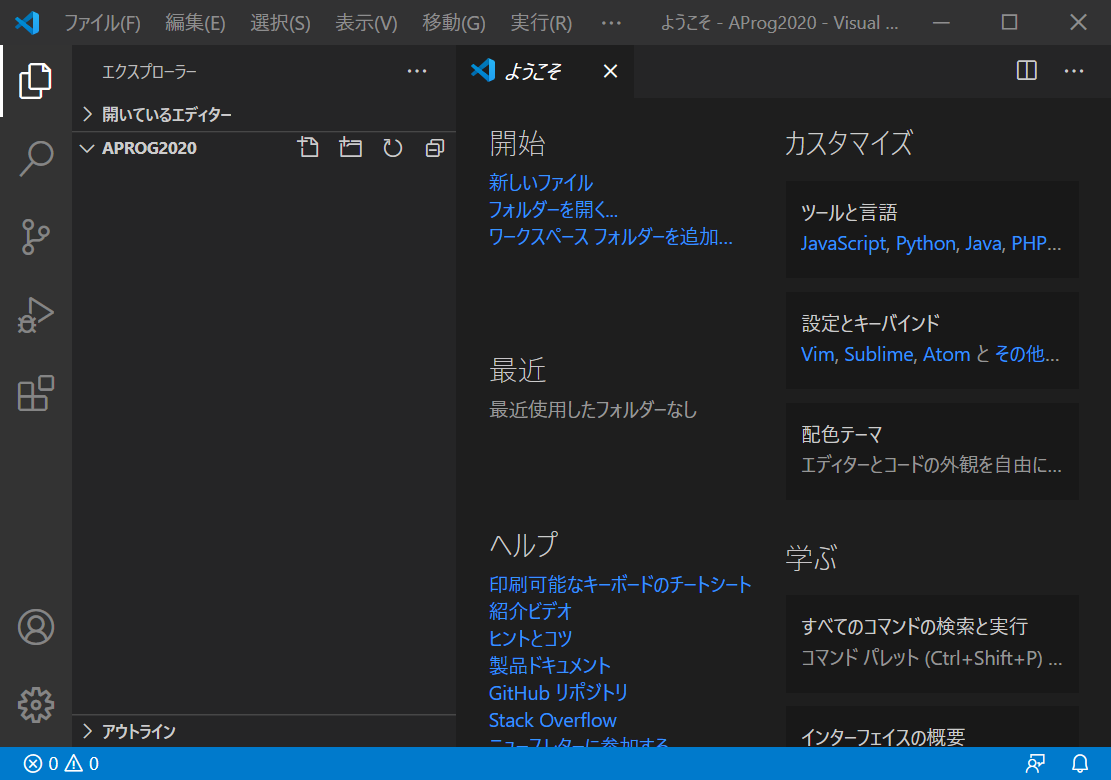 ファイル(F) 編集(E) 選択(S) 表示(V) 移動(G) 実行(R) ··· ようこそ - AProg2020 - Visual ...
エクスプローラー
開いているエディター
APROG2020
アウトライン
ようこそ
開始
新しいファイル
フォルダーを開く...
ワークスペース フォルダーを追加...
最近
最近使用したフォルダーなし
ヘルプ
印刷可能なキーボードのチートシート
紹介ビデオ
ヒントとコツ
製品ドキュメント
GitHub リポジトリ
Stack Overflow
ニュースレターに参加する
カスタマイズ
ツールと言語
JavaScript, Python, Java, PHP...
設定とキーバインド
Vim, Sublime, Atom と その他...
配色テーマ
エディターとコードの外観を自由に...
学ぶ
すべてのコマンドの検索と実行
コマンド パレット (Ctrl+Shift+P) ...
インターフェイスの概要
0 0